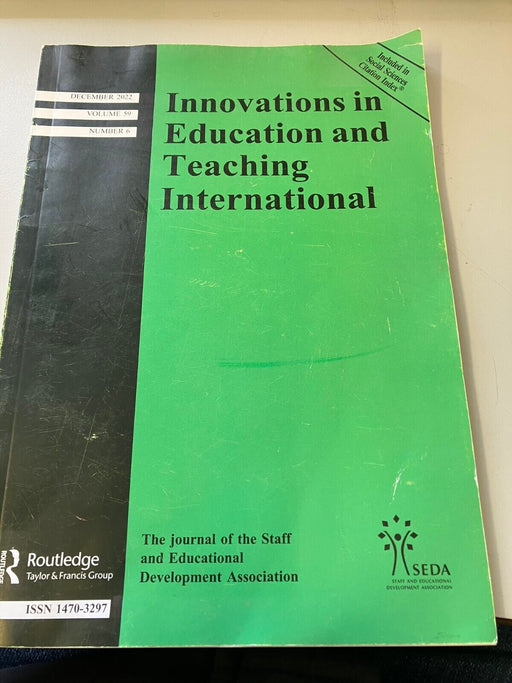 Included in
Social Sciences
Citation Index®
DECEMBER 2022
VOLUME 59
NUMBER 6
Innovations in
Education and
Teaching
International
The journal of the Staff
and Educational
Development Association
ROUTLEDGE
Routledge
Taylor & Francis Group
ISSN 1470-3297
SEDA
STAFF AND EDUCATIONAL
DEVELOPMENT ASSOCIATION